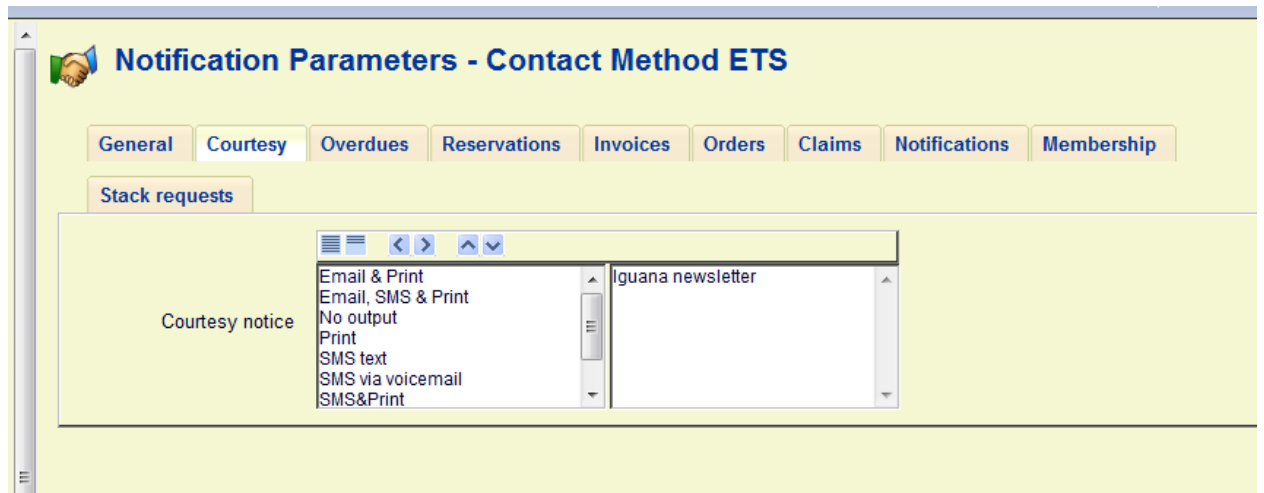 Notification Parameters - Contact Method ETS
General Courtesy Overdues Reservations Invoices Orders Claims Notifications Membership
Stack requests
Courtesy notice
Email & Print
Email, SMS & Print
No output
Print
SMS text
SMS via voicemail
SMS&Print
Iguana newsletter